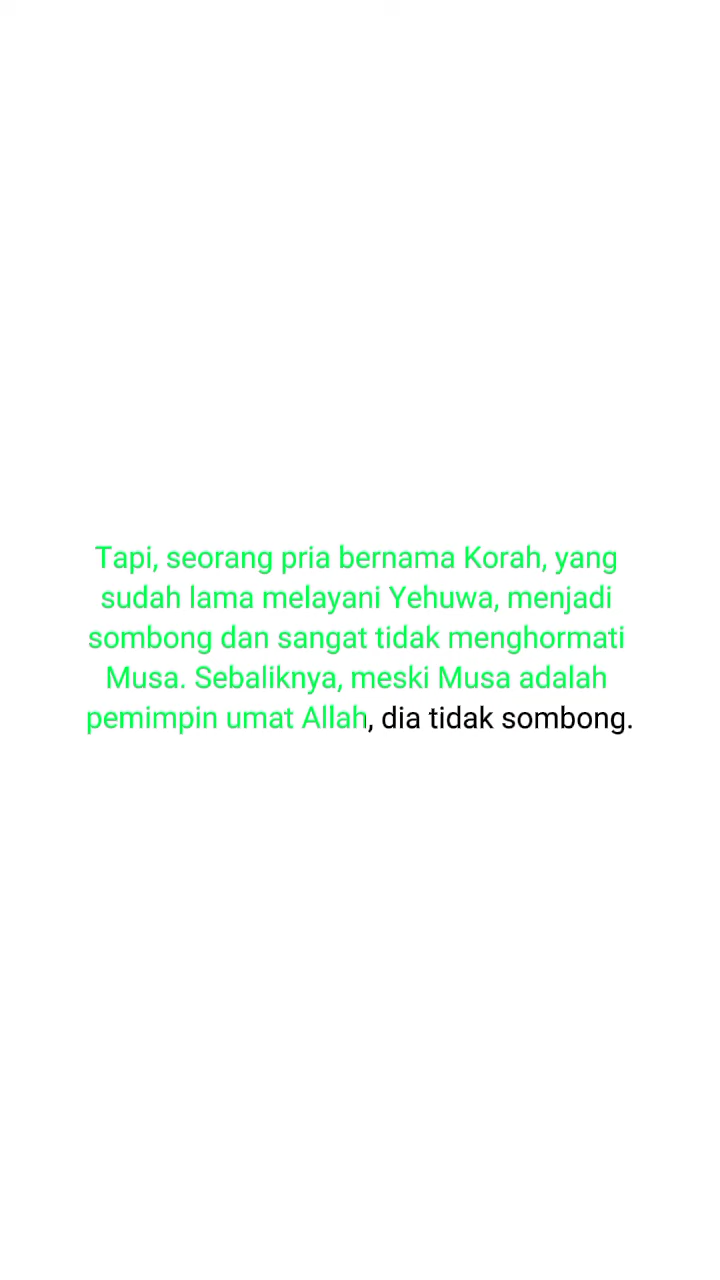 Tapi, seorang pria bernama Korah, yang
sudah lama melayani Yehuwa, menjadi
sombong dan sangat tidak menghormati
Musa. Sebaliknya, meski Musa adalah
pemimpin umat Allah, dia tidak sombong.